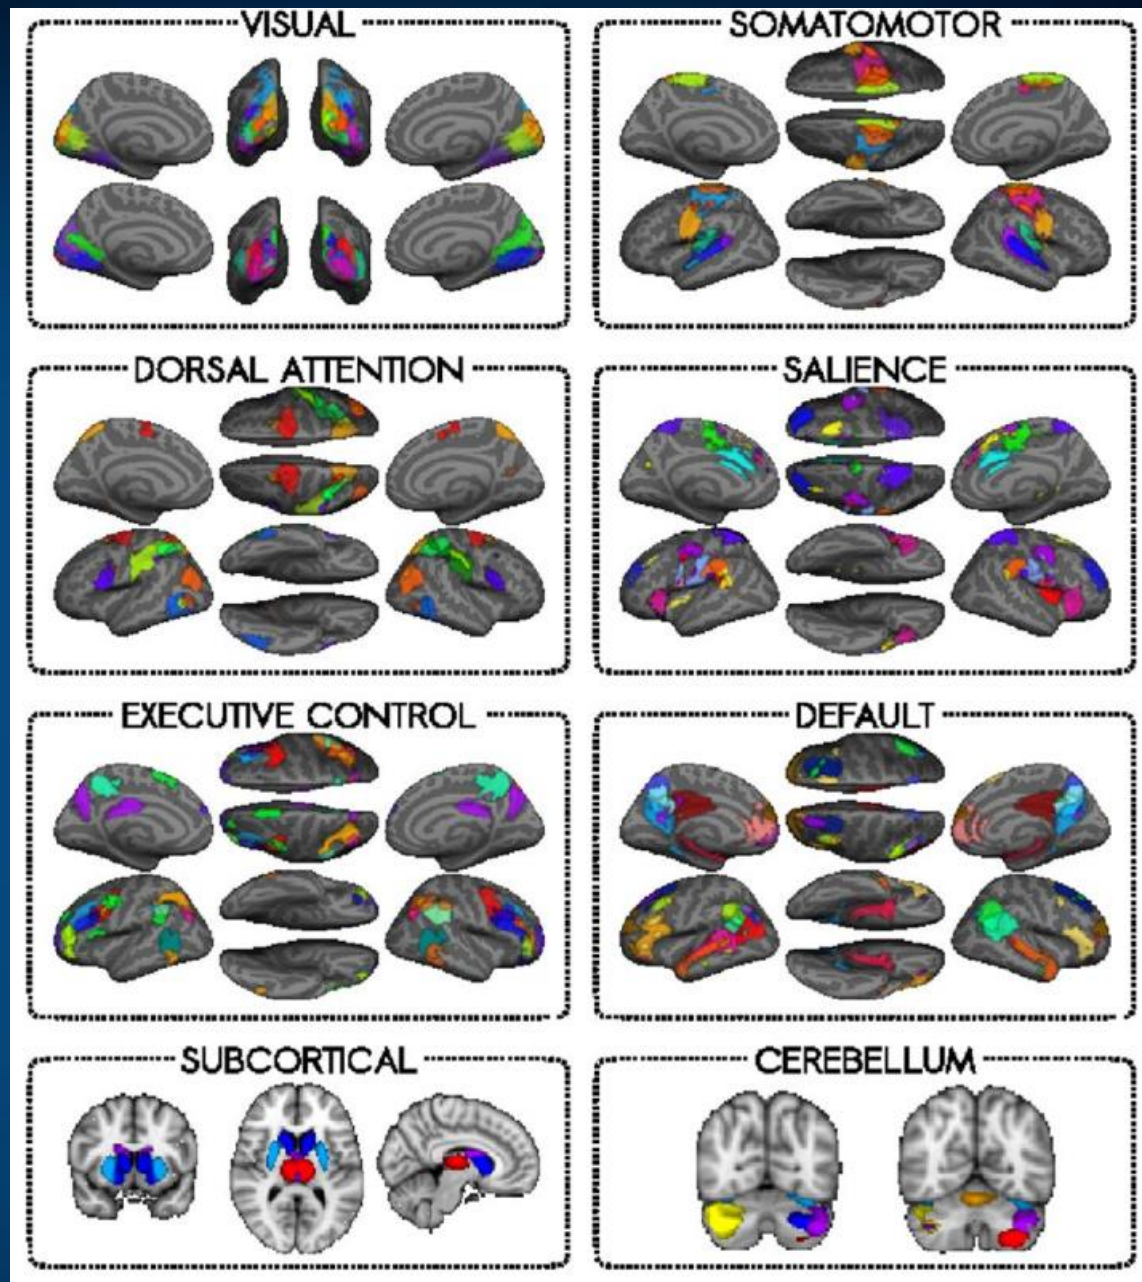 VISUAL
SOMATOMOTOR
DORSAL ATTENTION
SALIENCE
EXECUTIVE CONTROL
DEFAULT
SUBCORTICAL
CEREBELLUM